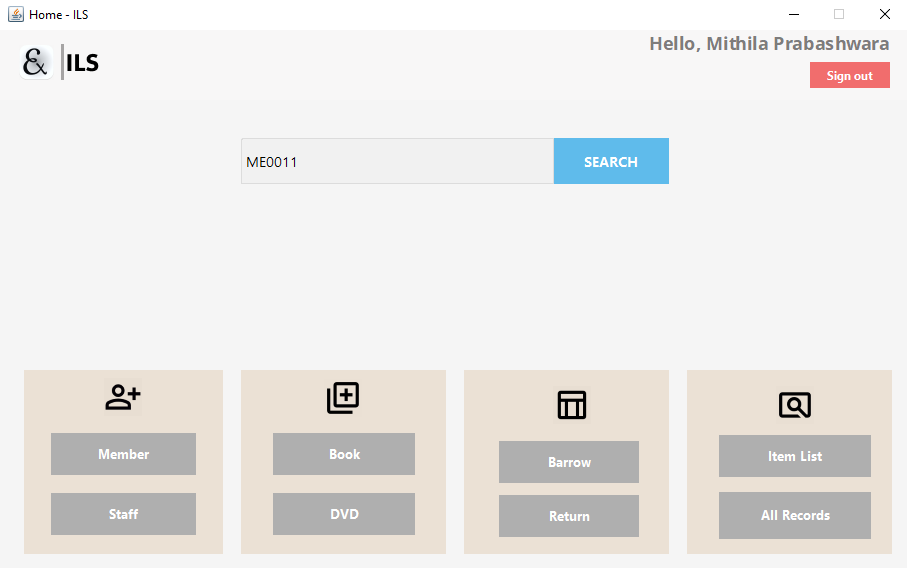 Home - ILS
Hello, Mithila Prabashwara
& ILS
Sign out
ME0011 SEARCH
Member Book Barrow Item List
Staff DVD Return All Records